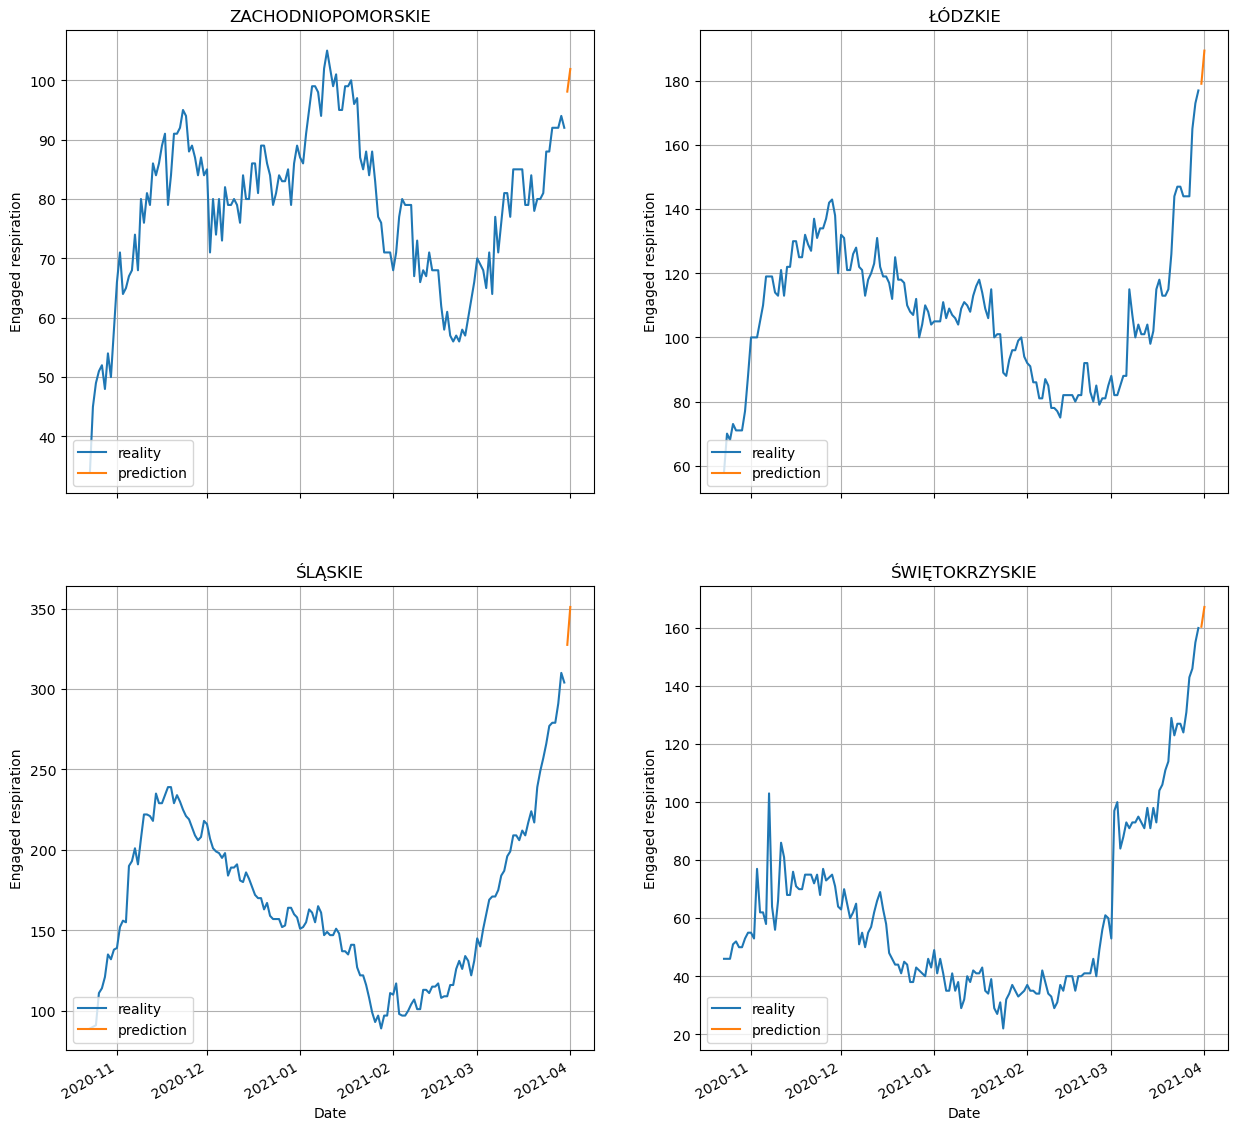 ZACHODNIOPOMORSKIE
Engaged respiration
100
90
80
70
60
50
40
reality
prediction
ŁÓDZKIE
Engaged respiration
180
160
140
120
100
80
60
reality
prediction
ŚLĄSKIE
Engaged respiration
350
300
250
200
150
100
reality
prediction
2020-11
2020-12
2021-01
2021-02
2021-03
2021-04
Date
ŚWIĘTOKRZYSKIE
Engaged respiration
160
140
120
100
80
60
40
20
reality
prediction
2020-11
2020-12
2021-01
2021-02
2021-03
2021-04
Date